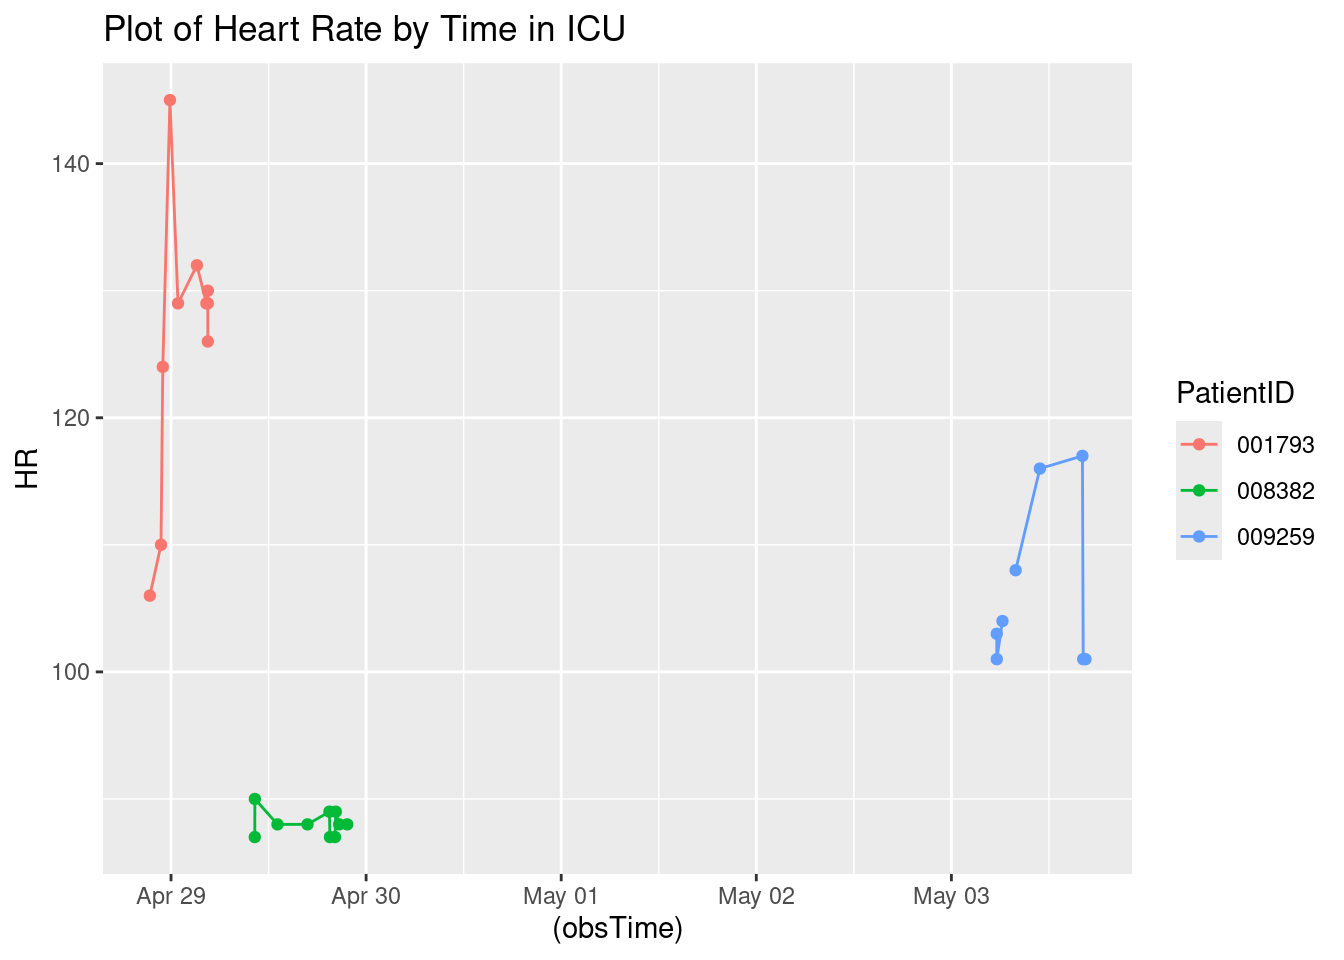 Plot of Heart Rate by Time in ICU
140
120
100
HR
Apr 29
Apr 30
May 01
May 02
May 03
(obsTime)
PatientID
001793
008382
009259